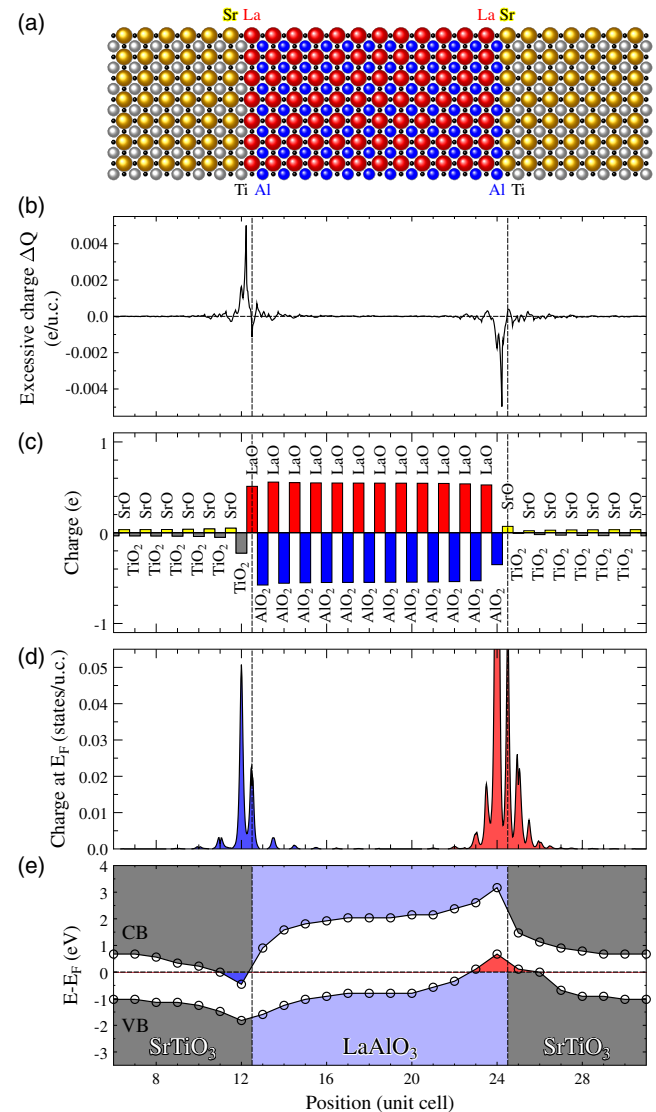 (a)
Sr La La Sr
Ti Al Al Ti
(b)
Excessive charge ΔQ
(e/u.c.)
0.004
0.002
0.0
-0.002
-0.004
(c)
Charge (e)
1
0
-1
SrO SrO SrO SrO SrO SrO LaO LaO LaO LaO LaO LaO LaO LaO LaO LaO LaO LaO SrO SrO SrO SrO SrO SrO SrO
TiO₂ TiO₂ TiO₂ TiO₂ TiO₂ TiO₂ AlO₂ AlO₂ AlO₂ AlO₂ AlO₂ AlO₂ AlO₂ AlO₂ AlO₂ AlO₂ AlO₂ AlO₂ TiO₂ TiO₂ TiO₂ TiO₂ TiO₂ TiO₂
(d)
Charge at E_F (states/u.c.)
0.05
0.04
0.03
0.02
0.01
0.0
(e)
E-E_F (eV)
4
3
2
1
0
-1
-2
-3
CB
VB
SrTiO₃ LaAlO₃ SrTiO₃
8 12 16 20 24 28
Position (unit cell)